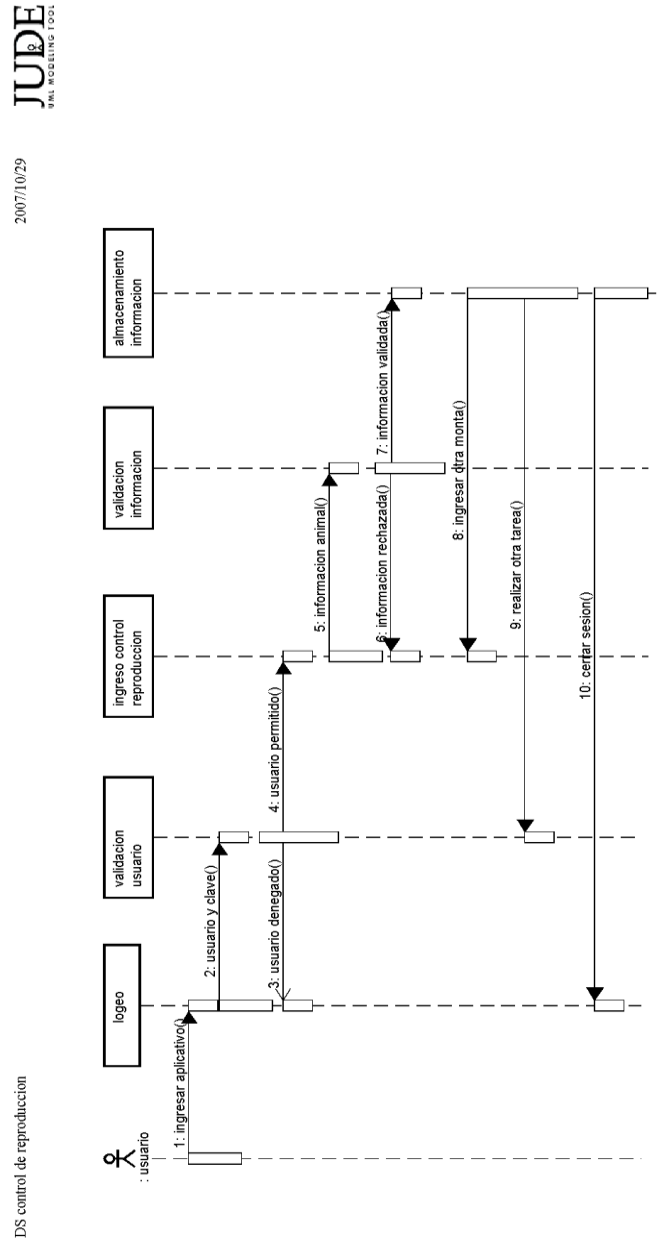 DS control de reproduccion
2007/10/29
JUDE
UML MODELING TOOL
: usuario
logeo
validacion
usuario
ingreso control
reproduccion
validacion
informacion
almacenamiento
informacion
1: ingresar aplicativo()
2: usuario y clave()
3: usuario denegado()
4: usuario permitido()
5: informacion animal()
6: informacion rechazada()
7: informacion validada()
8: ingresar otra monta()
9: realizar otra tarea()
10: cerrar sesion()